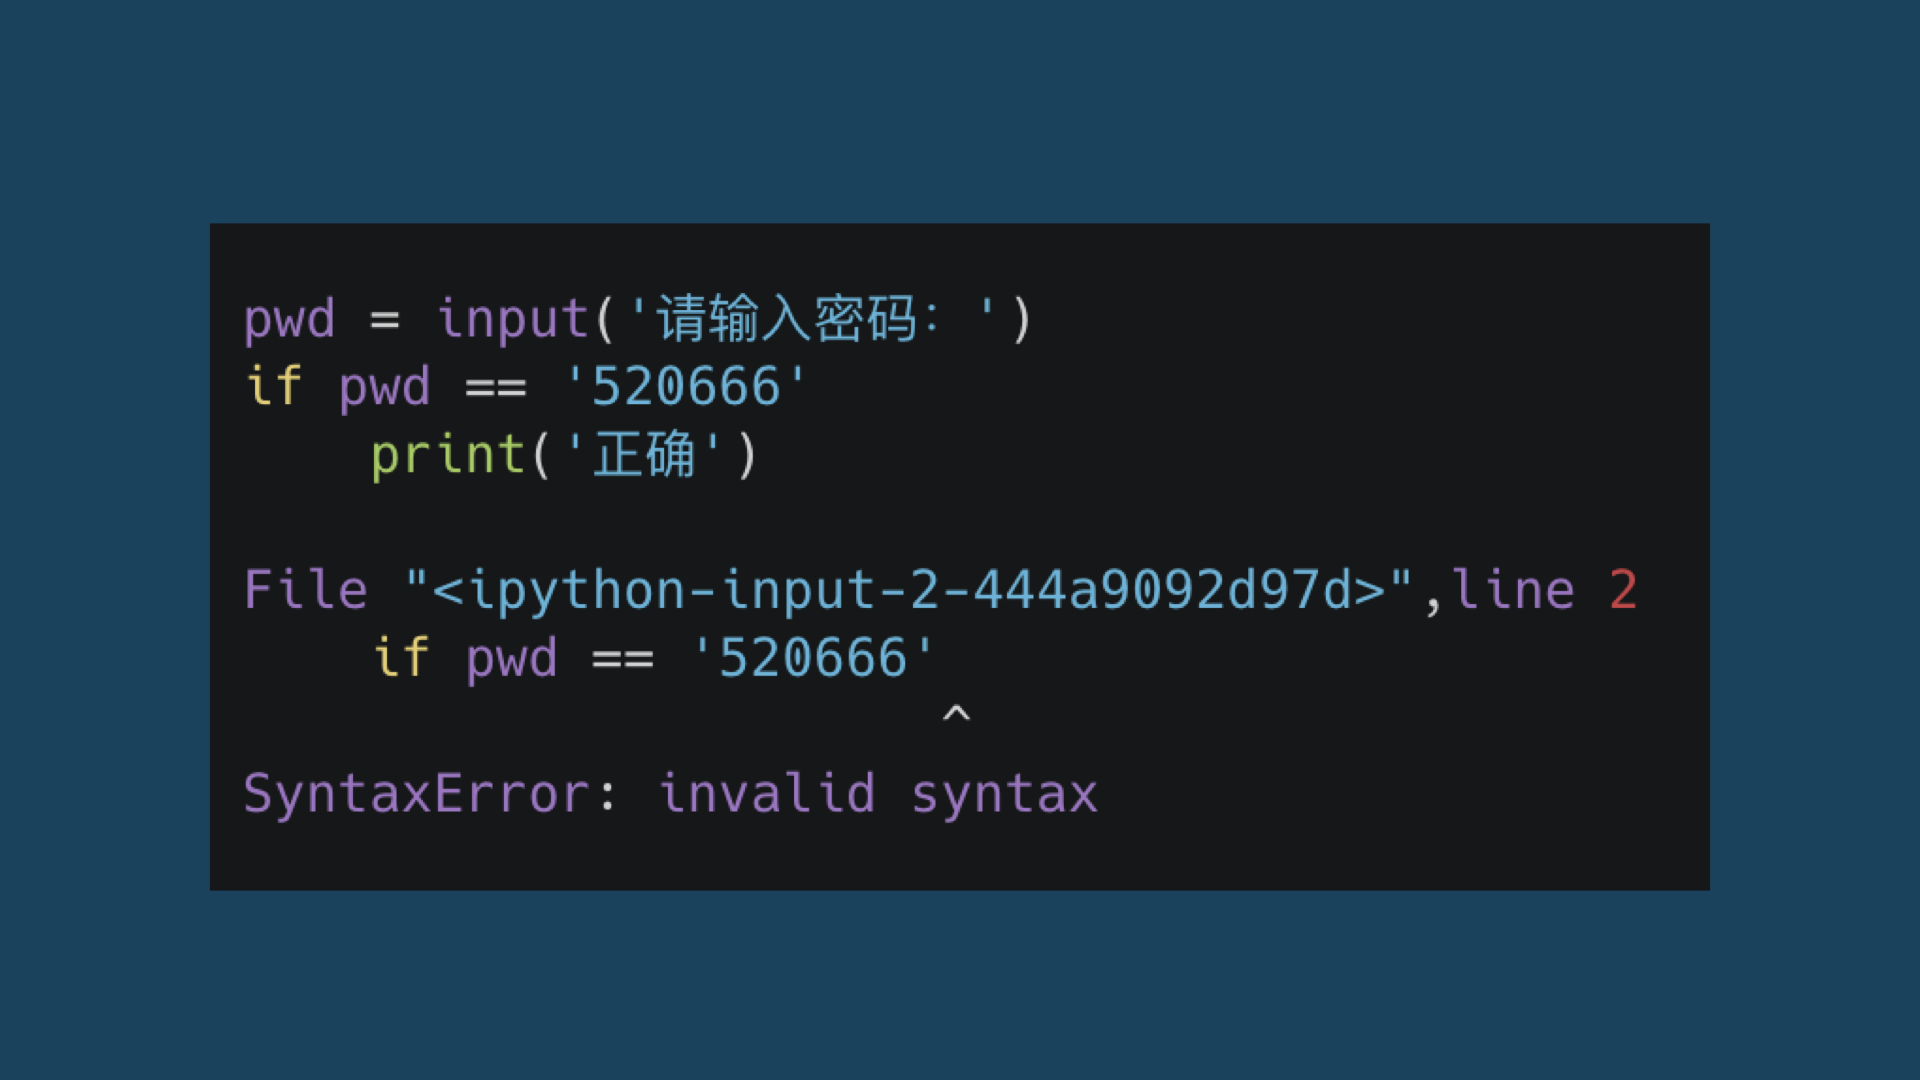 pwd = input('请输入密码：')
if pwd == '520666'
    print('正确')
File "<ipython-input-2-444a9092d97d>",line 2
    if pwd == '520666'
                      ^
SyntaxError: invalid syntax